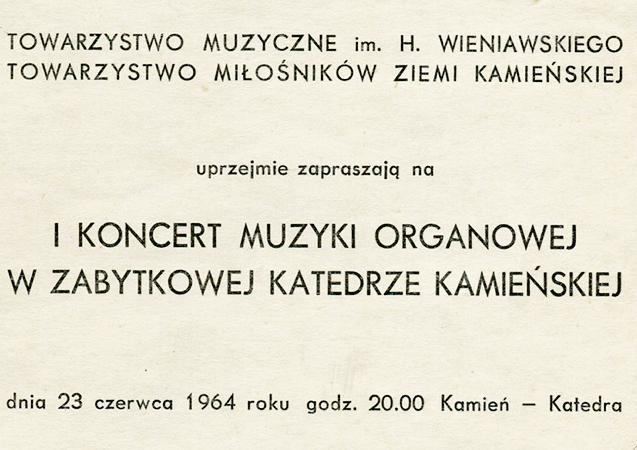 TOWARZYSTWO MUZYCZNE im. H. WIENIAWSKIEGO
TOWARZYSTWO MIŁOŚNIKÓW ZIEMI KAMIEŃSKIEJ
uprzejmie zapraszają na
I KONCERT MUZYKI ORGANOWEJ
W ZABYTKOWEJ KATEDRZE KAMIEŃSKIEJ
dnia 23 czerwca 1964 roku godz. 20.00 Kamień – Katedra